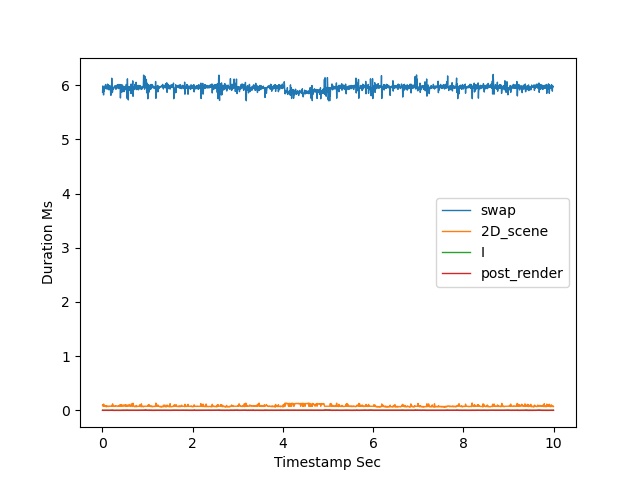 6
5
4
3
2
1
0
Duration Ms
swap
2D_scene
I
post_render
0 2 4 6 8 10
Timestamp Sec